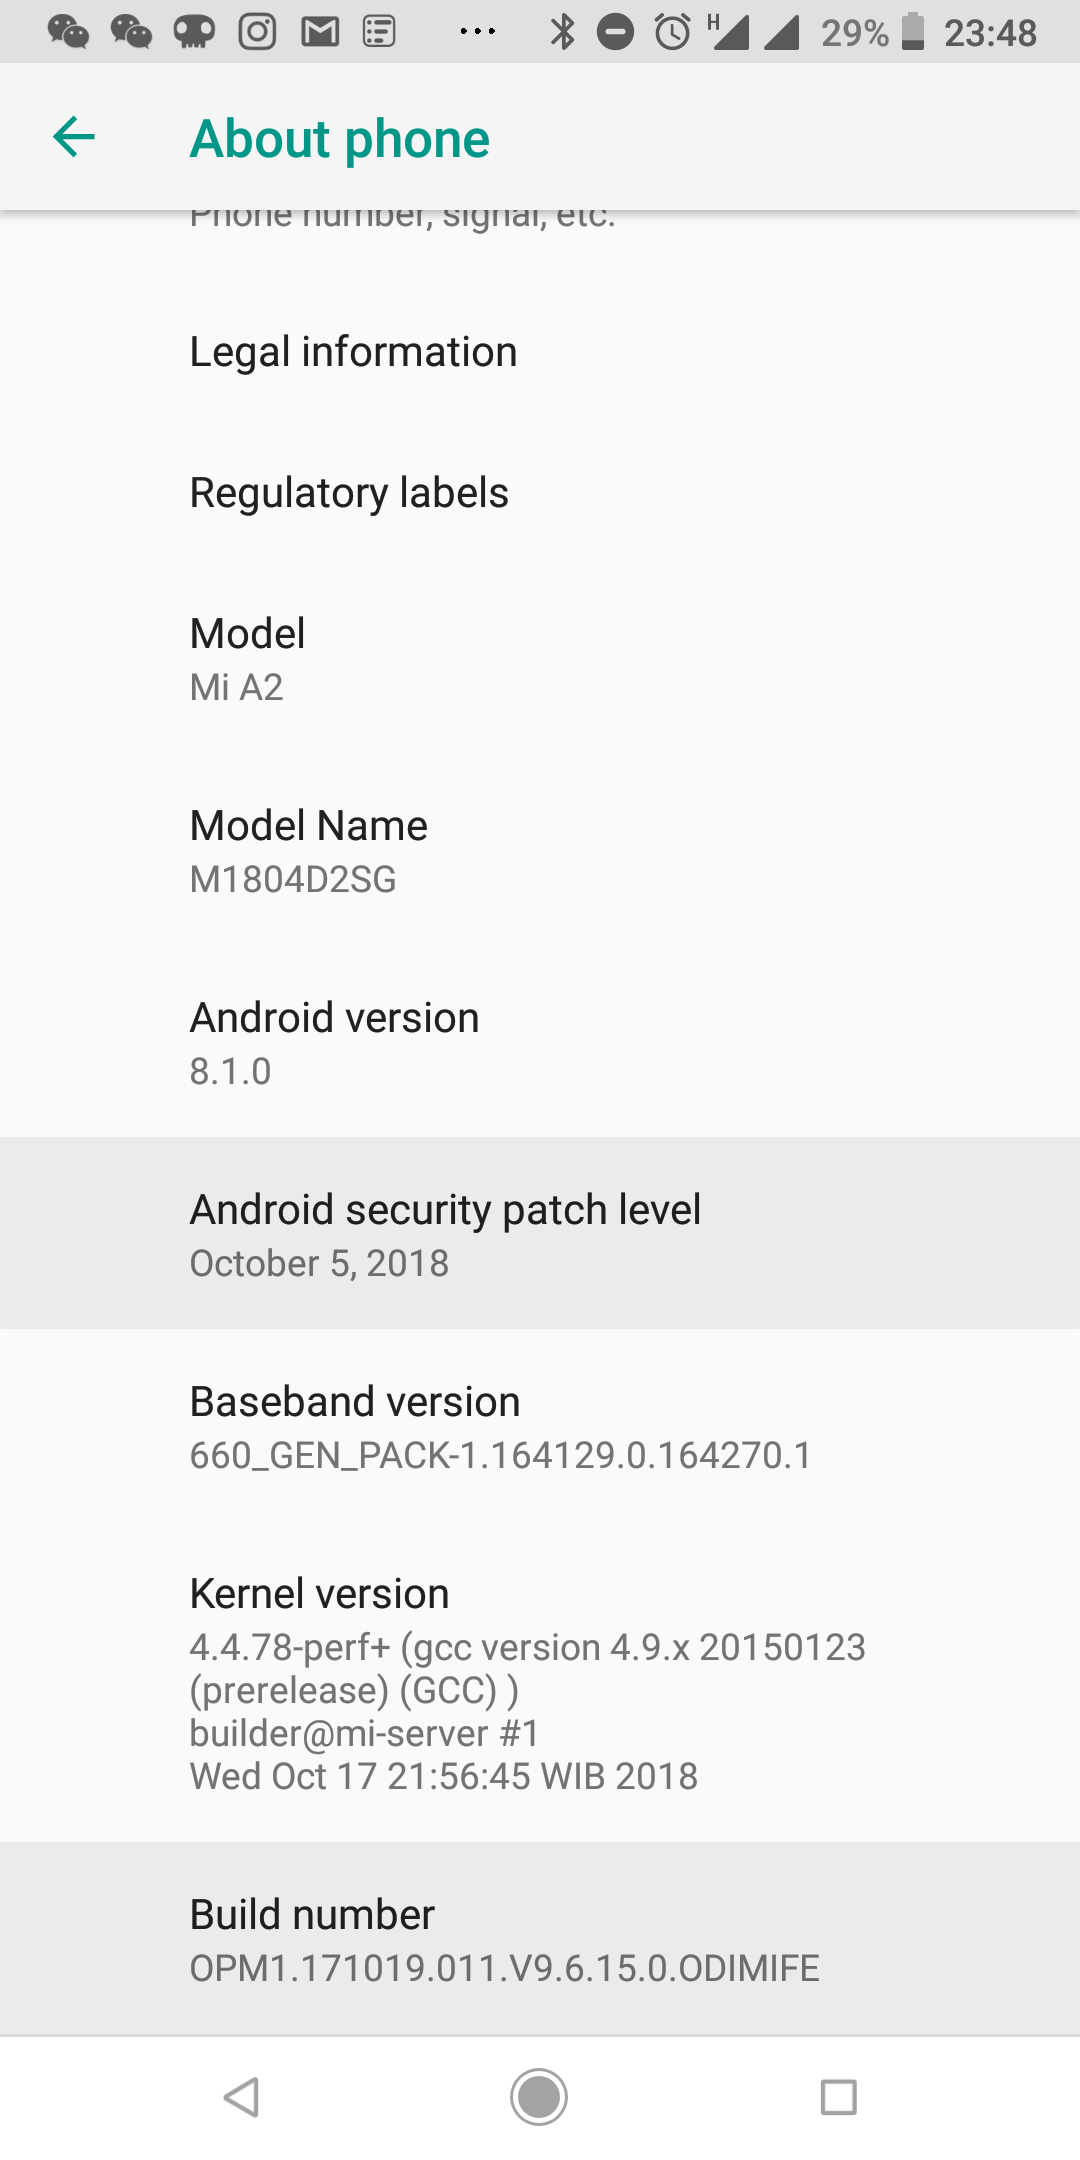 H 29% 23:48
About phone
Phone number, signal, etc.
Legal information
Regulatory labels
Model
Mi A2
Model Name
M1804D2SG
Android version
8.1.0
Android security patch level
October 5, 2018
Baseband version
660_GEN_PACK-1.164129.0.164270.1
Kernel version
4.4.78-perf+ (gcc version 4.9.x 20150123
(prerelease) (GCC) )
builder@mi-server #1
Wed Oct 17 21:56:45 WIB 2018
Build number
OPM1.171019.011.V9.6.15.0.ODIMIFE